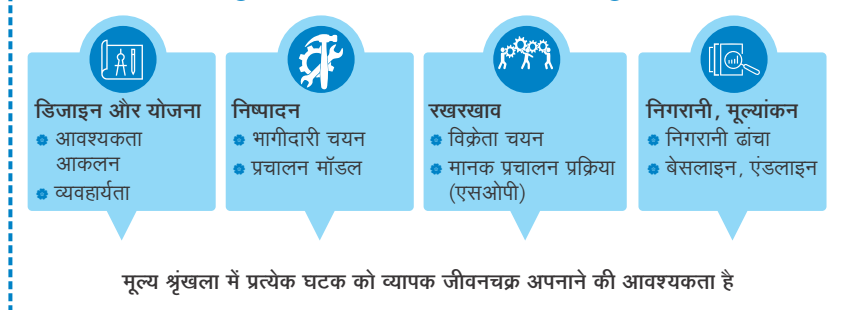 डिजाइन और योजना
आवश्यकता
आकलन
व्यवहार्यता
निष्पादन
भागीदारी चयन
प्रचालन मॉडल
रखरखाव
विक्रेता चयन
मानक प्रचालन प्रक्रिया
(एसओपी)
निगरानी, मूल्यांकन
निगरानी ढांचा
बेसलाइन, एंडलाइन
मूल्य श्रृंखला में प्रत्येक घटक को व्यापक जीवनचक्र अपनाने की आवश्यकता है